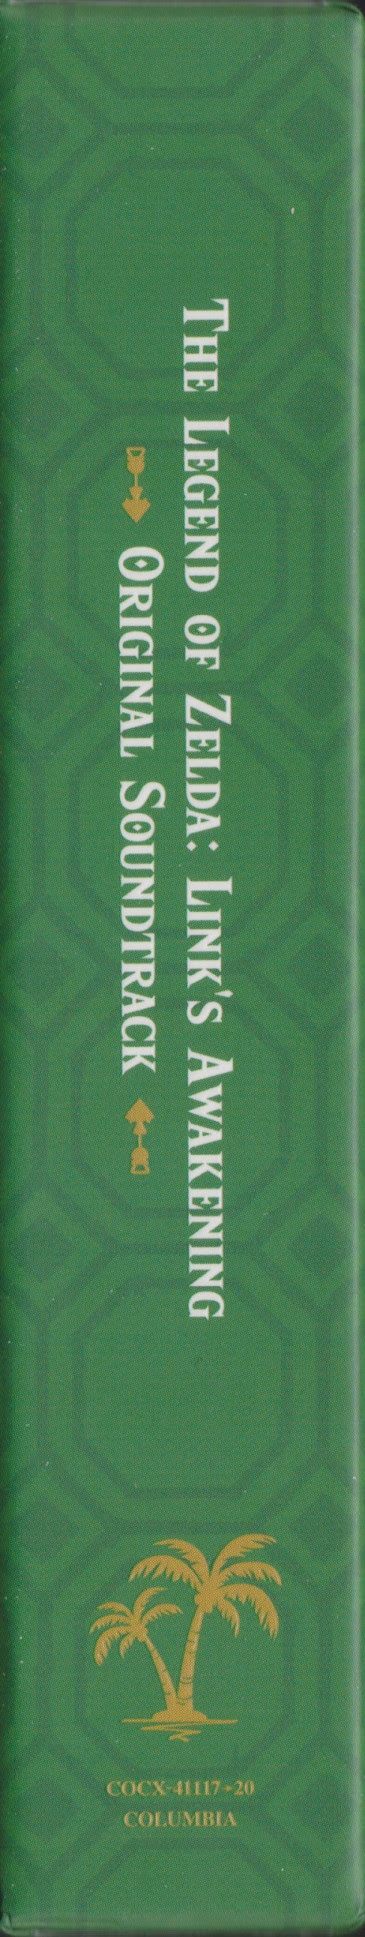 The Legend of Zelda: Link's Awakening
Original Soundtrack
COCX-41117→20
COLUMBIA